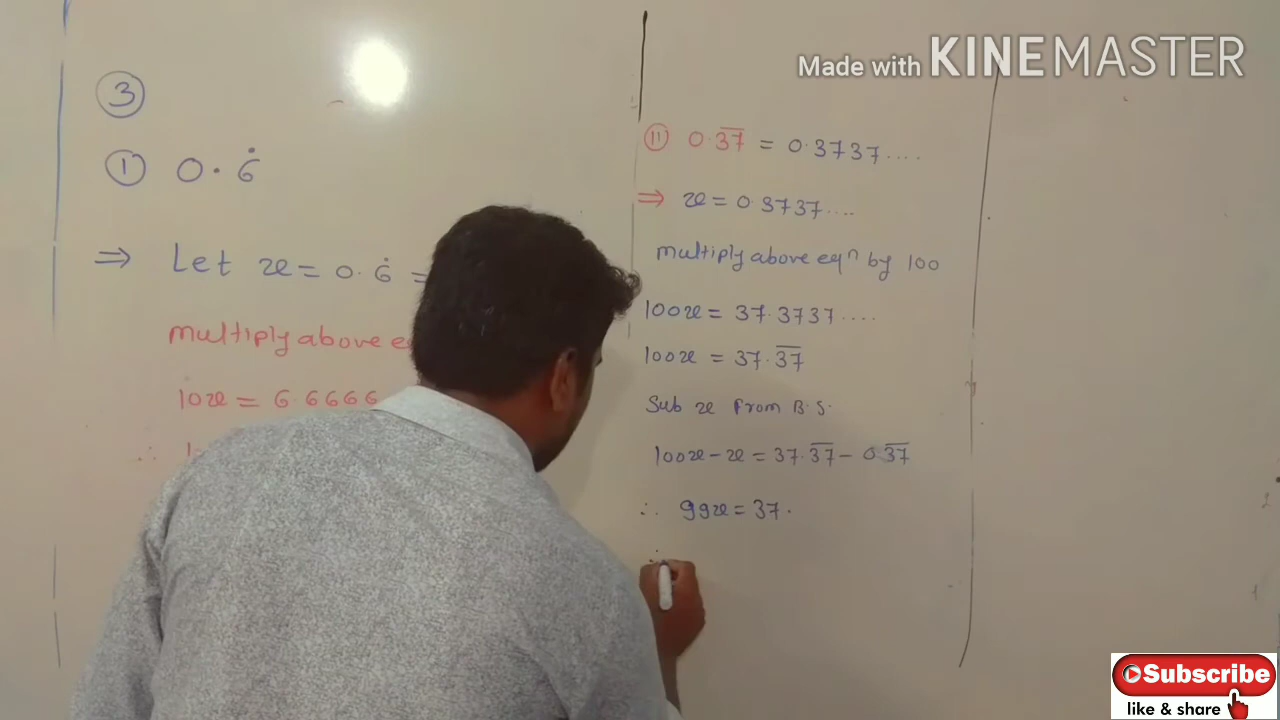 ③
① 0.6̇
⇒ Let x = 0.6̇ =
multiply above e
10x = 6.6666
∴
⑪ 0.3̅7̅ = 0.3737....
⇒ x = 0.3737....
multiply above eqⁿ by 100
100x = 37.3737....
100x = 37.3̅7̅
Sub x from B.S.
100x - x = 37.3̅7̅ - 0.3̅7̅
∴ 99x = 37.
∴
Made with KINEMASTER
Subscribe
like & share